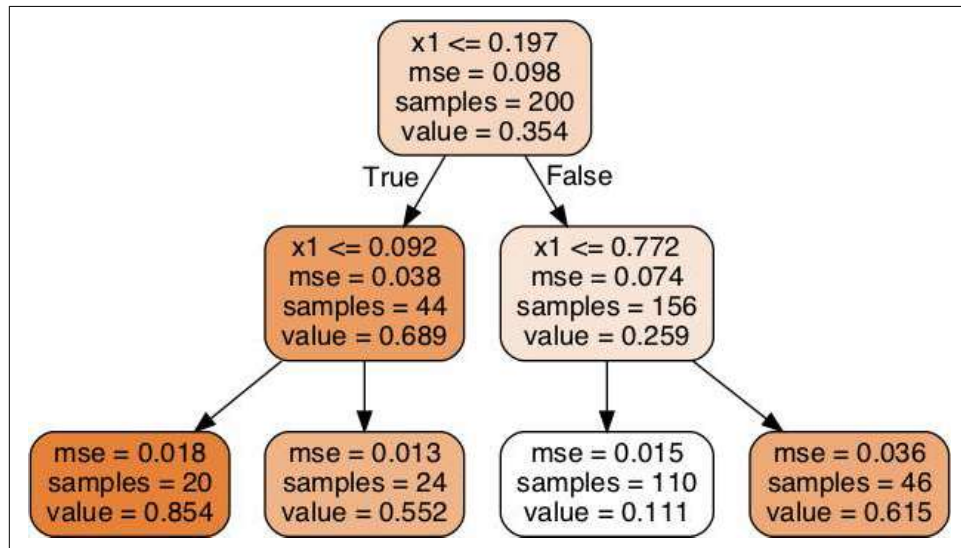 x1 <= 0.197
mse = 0.098
samples = 200
value = 0.354
True
False
x1 <= 0.092
mse = 0.038
samples = 44
value = 0.689
x1 <= 0.772
mse = 0.074
samples = 156
value = 0.259
mse = 0.018
samples = 20
value = 0.854
mse = 0.013
samples = 24
value = 0.552
mse = 0.015
samples = 110
value = 0.111
mse = 0.036
samples = 46
value = 0.615